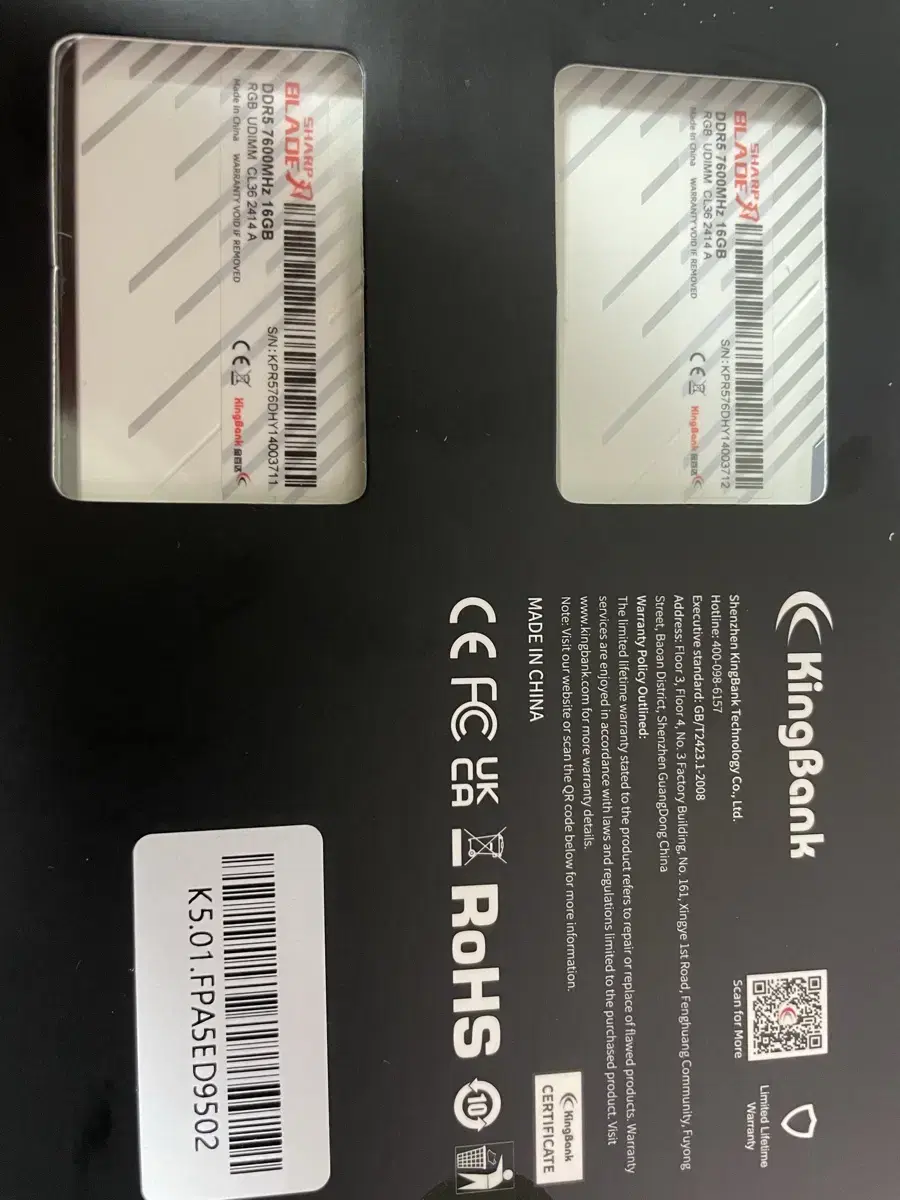 SHARP
BLADE
DDR5 7600MHz 16GB
RGB UDIMM CL36 2414 A
Made in China WARRANTY VOID IF REMOVED
S/N:KPR576DHY14003712
KingBank
SHARP
BLADE
DDR5 7600MHz 16GB
RGB UDIMM CL36 2414 A
Made in China WARRANTY VOID IF REMOVED
S/N:KPR576DHY14003711
KingBank 金百达
KingBank
Shenzhen KingBank Technology Co., Ltd.
Hotline: 400-098-6157
Executive standard: GB/T2423.1-2008
Address: Floor 3, Floor 4, No. 3 Factory Building, No. 161, Xingye 1st Road, Fenghuang Community, Fuyong
Street, Baoan District, Shenzhen GuangDong China
Warranty Policy Outlined:
The limited lifetime warranty stated to the product refers to repair or replace of flawed products. Warranty
services are enjoyed in accordance with laws and regulations limited to the purchased product. Visit
www.kingbank.com for more warranty details.
Note: Visit our website or scan the QR code below for more information.
MADE IN CHINA
CE FC UK
CA RoHS 10
Scan for More
Limited Lifetime
Warranty
KingBank
CERTIFICATE
K5.01.FPA5ED9502